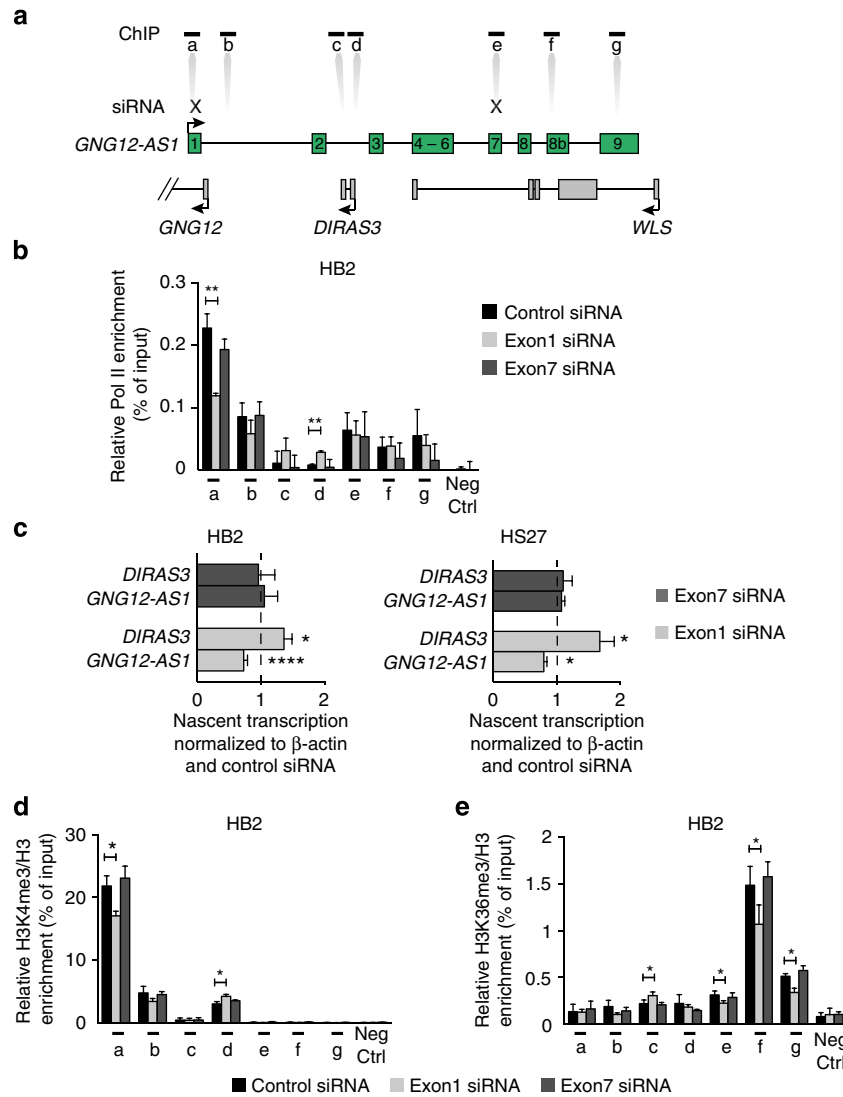 a
ChIP
a b c d e f g
siRNA X X
GNG12-AS1 1 2 3 4 – 6 7 8 8b 9
GNG12 DIRAS3 WLS
b
HB2
Relative Pol II enrichment
(% of input)
0.3
0.2
0.1
0
**
**
a b c d e f g Neg
Ctrl
Control siRNA
Exon1 siRNA
Exon7 siRNA
c
HB2
DIRAS3
GNG12-AS1
DIRAS3 *
GNG12-AS1 ****
0 1 2
Nascent transcription
normalized to β-actin
and control siRNA
HS27
DIRAS3
GNG12-AS1
DIRAS3 *
GNG12-AS1 *
0 1 2
Nascent transcription
normalized to β-actin
and control siRNA
Exon7 siRNA
Exon1 siRNA
d
HB2
Relative H3K4me3/H3
enrichment (% of input)
30
20
10
0
*
*
a b c d e f g Neg
Ctrl
e
HB2
Relative H3K36me3/H3
enrichment (% of input)
2
1.5
1
0.5
0
*
*
*
*
a b c d e f g Neg
Ctrl
Control siRNA Exon1 siRNA Exon7 siRNA